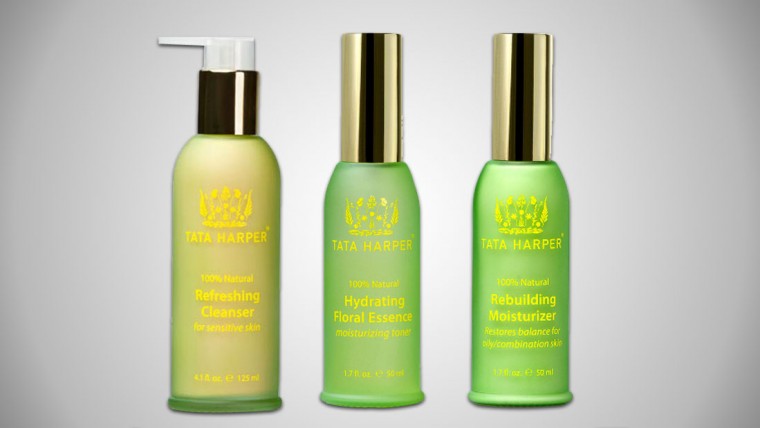 TATA HARPER
100% Natural
Refreshing
Cleanser
for sensitive skin
4.1 fl. oz. ℮ 125 ml
TATA HARPER
100% Natural
Hydrating
Floral Essence
moisturizing toner
1.7 fl. oz. ℮ 50 ml
TATA HARPER
100% Natural
Rebuilding
Moisturizer
Restores balance for
oily/combination skin
1.7 fl. oz. ℮ 50 ml